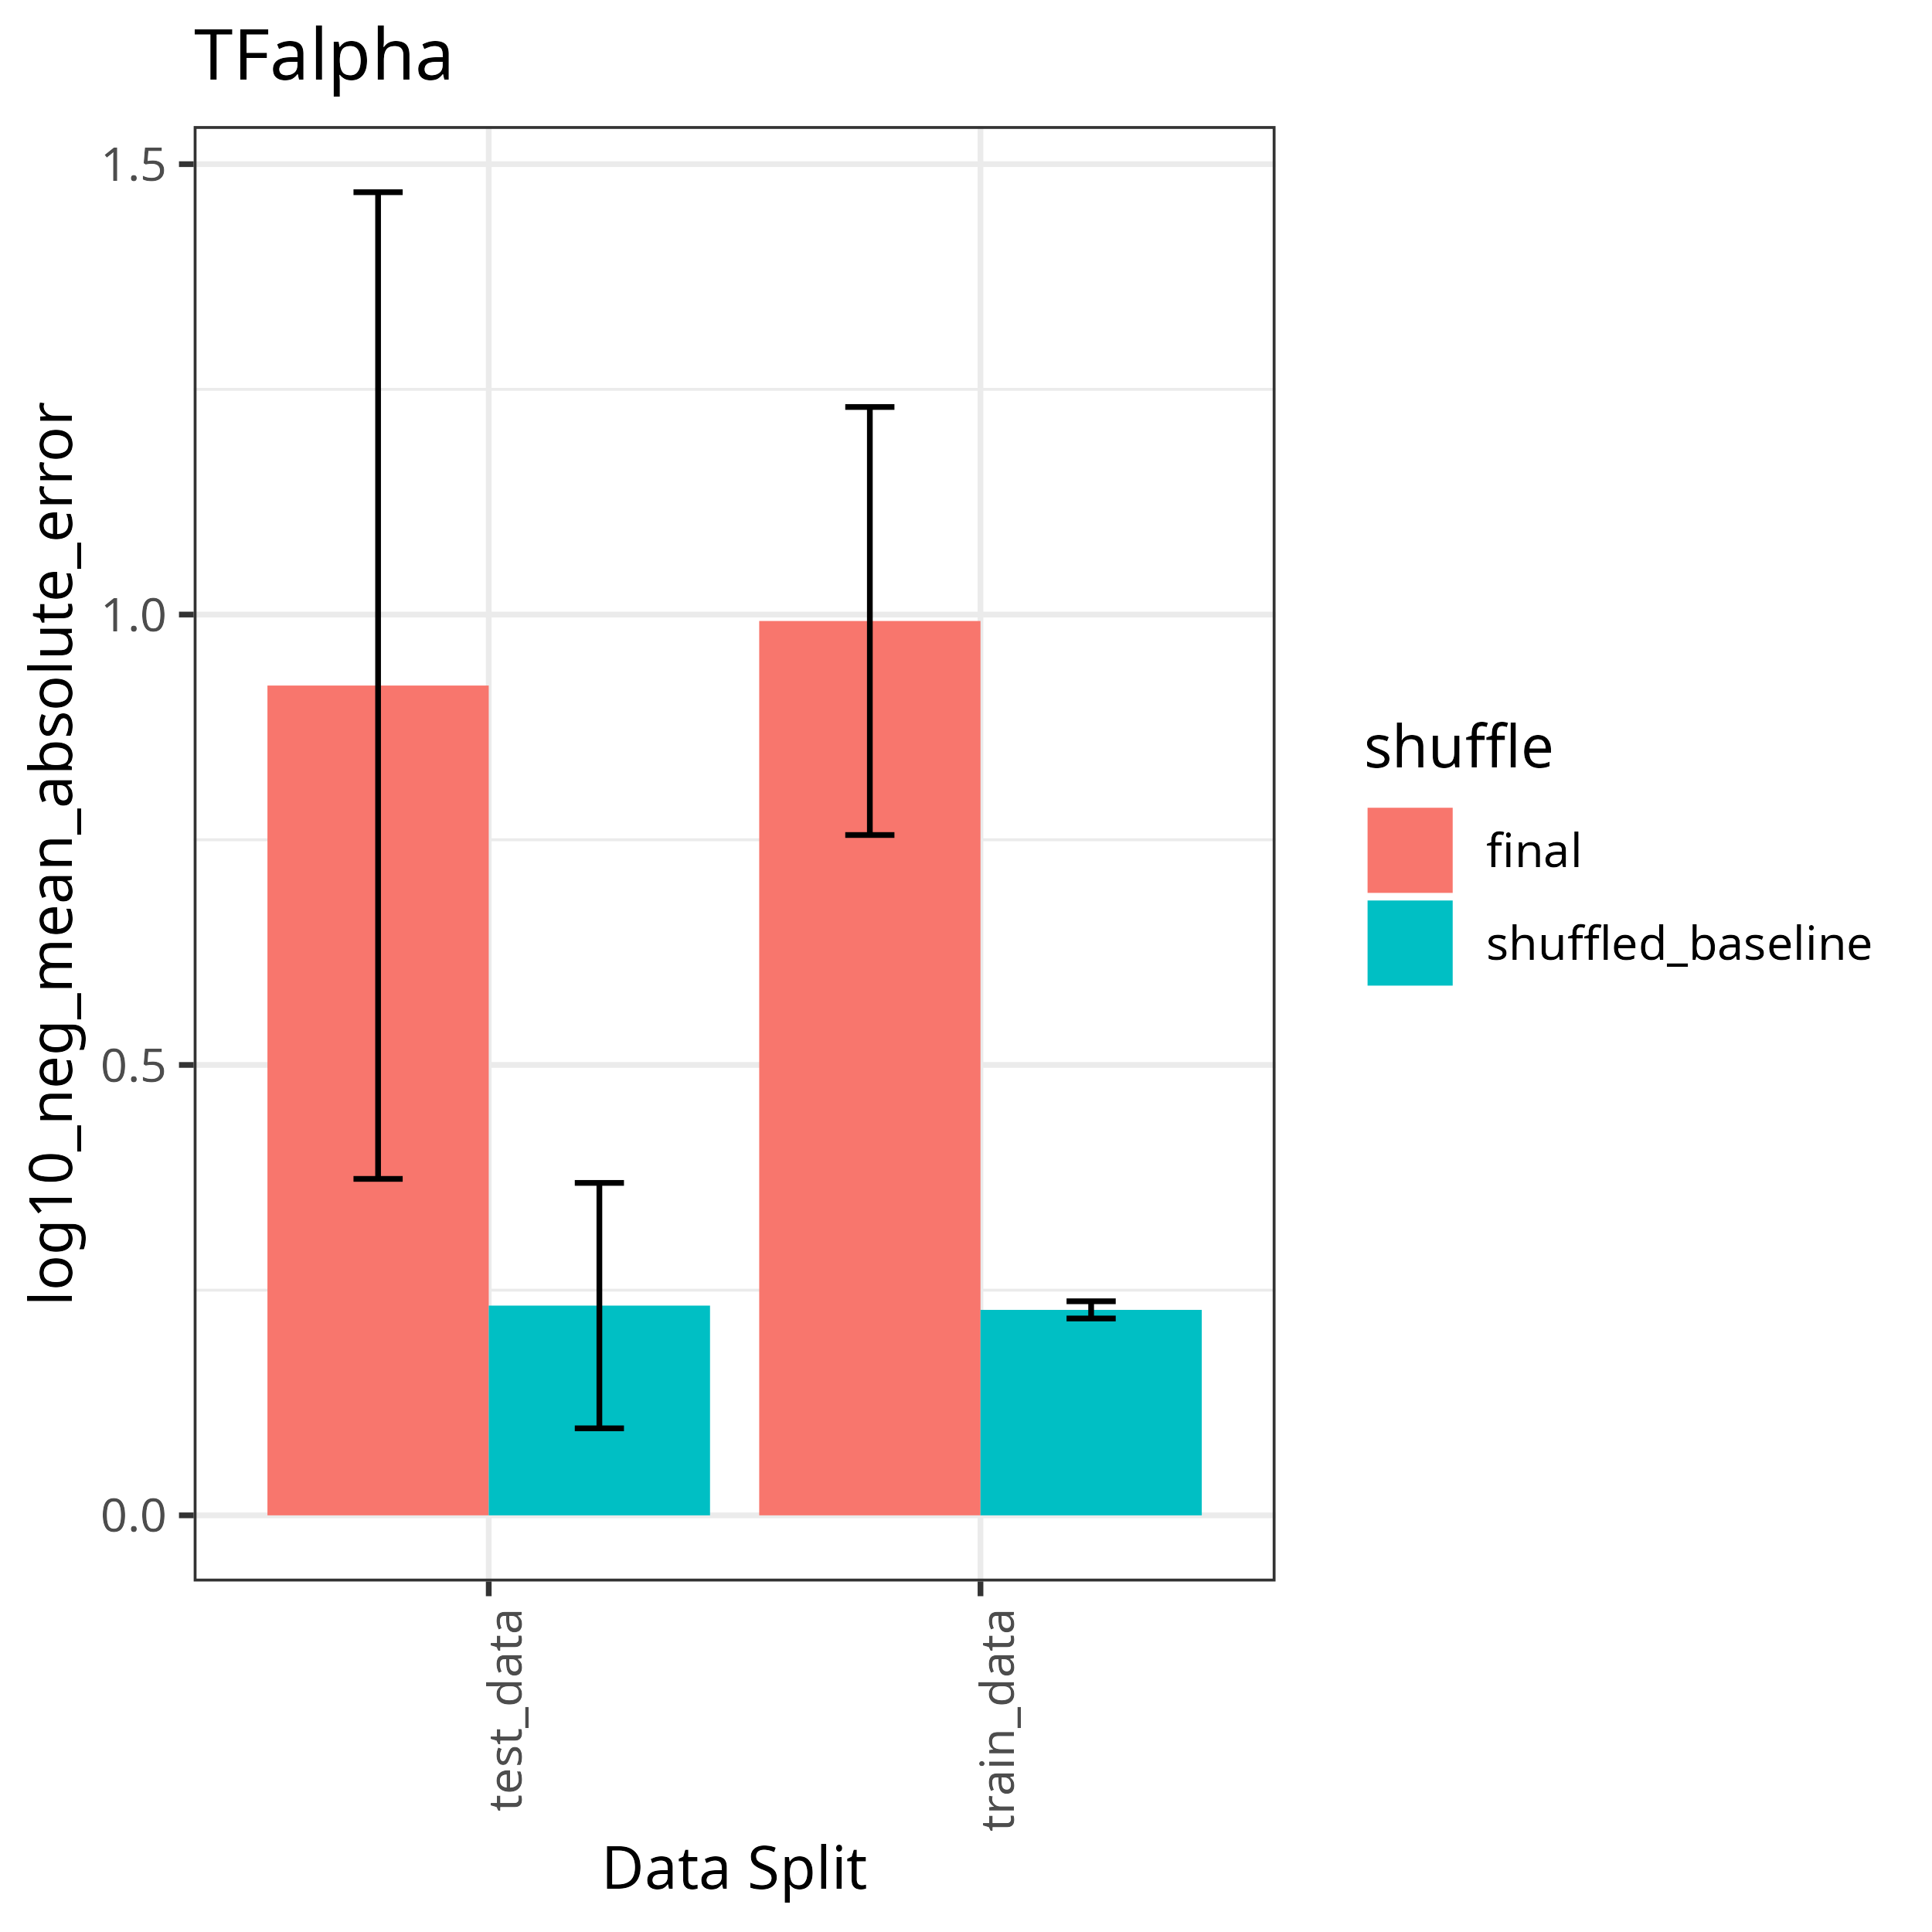 TFalpha
log10_neg_mean_absolute_error
1.5
1.0
0.5
0.0
test_data
train_data
Data Split
shuffle
final
shuffled_baseline